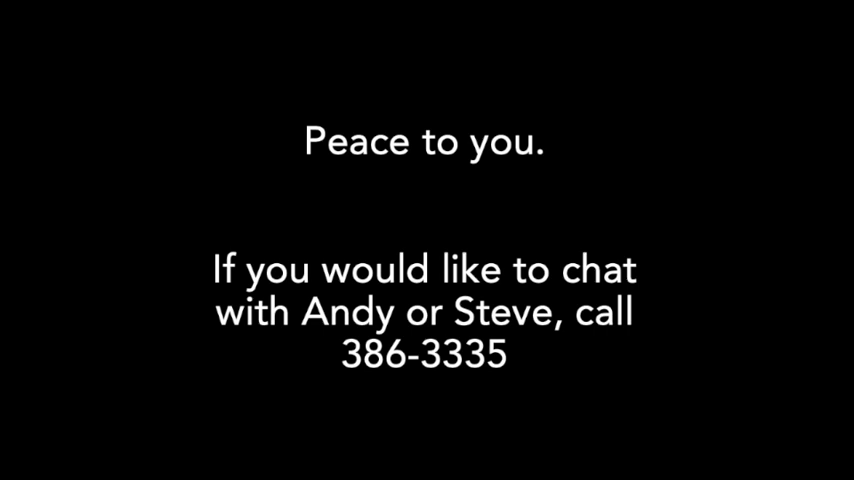 Peace to you.
If you would like to chat
with Andy or Steve, call
386-3335